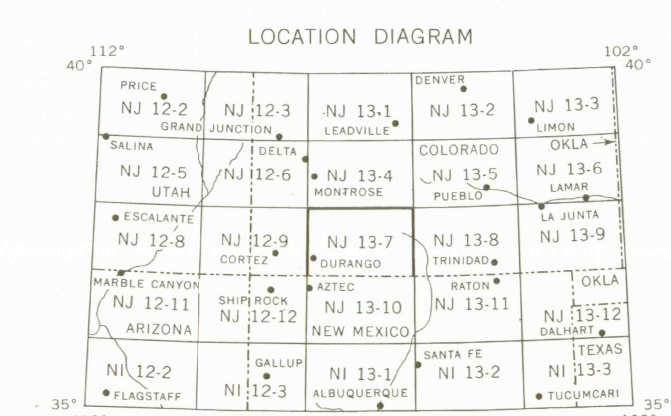 LOCATION DIAGRAM
112° 102°
40° 40°
PRICE
NJ 12-2
GRAND JUNCTION
NJ 12-3
NJ 13-1
LEADVILLE
DENVER
NJ 13-2
NJ 13-3
LIMON
SALINA
NJ 12-5
UTAH
DELTA
NJ 12-6
NJ 13-4
MONTROSE
COLORADO
NJ 13-5
PUEBLO
OKLA
NJ 13-6
LAMAR
ESCALANTE
NJ 12-8
NJ 12-9
CORTEZ
NJ 13-7
DURANGO
NJ 13-8
TRINIDAD
LA JUNTA
NJ 13-9
MARBLE CANYON
NJ 12-11
ARIZONA
SHIP ROCK
NJ 12-12
AZTEC
NJ 13-10
NEW MEXICO
RATON
NJ 13-11
OKLA
NJ 13-12
DALHART
NI 12-2
FLAGSTAFF
GALLUP
NI 12-3
NI 13-1
ALBUQUERQUE
SANTA FE
NI 13-2
TEXAS
NI 13-3
TUCUMCARI
35° 35°